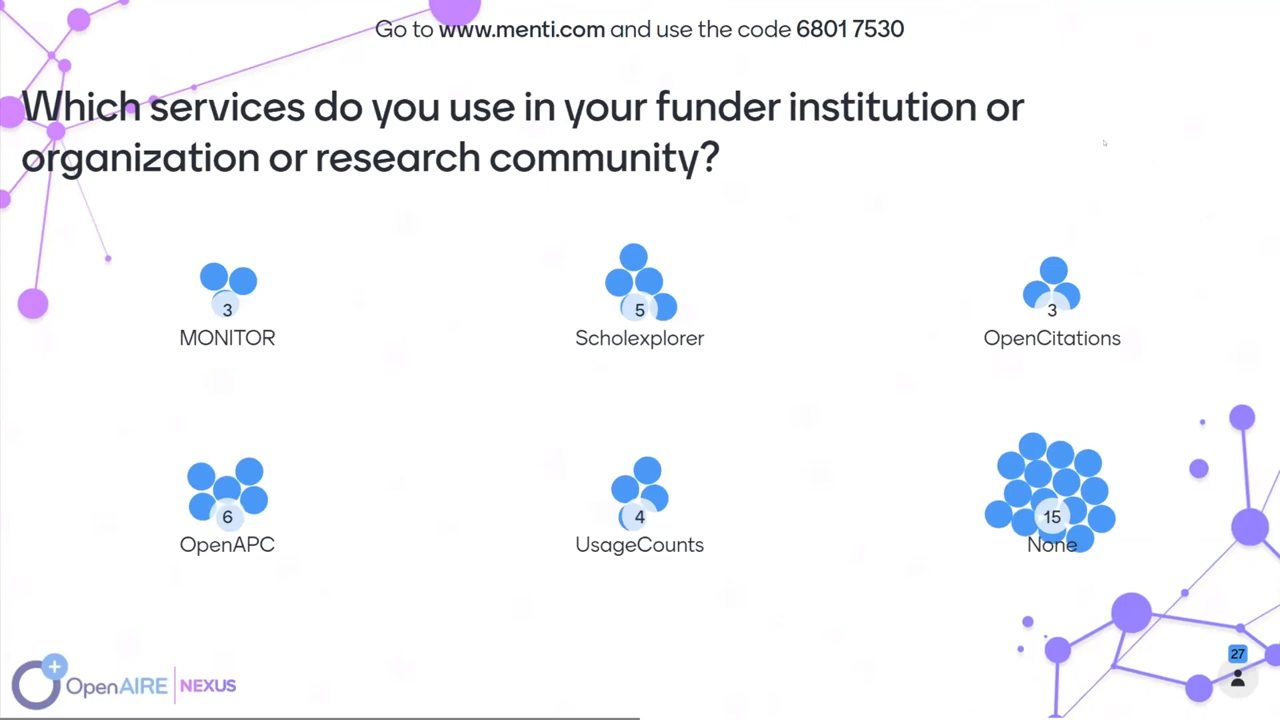 Go to www.menti.com and use the code 6801 7530
Which services do you use in your funder institution or
organization or research community?
3
MONITOR
5
Scholexplorer
3
OpenCitations
6
OpenAPC
4
UsageCounts
15
None
27
OpenAIRE NEXUS